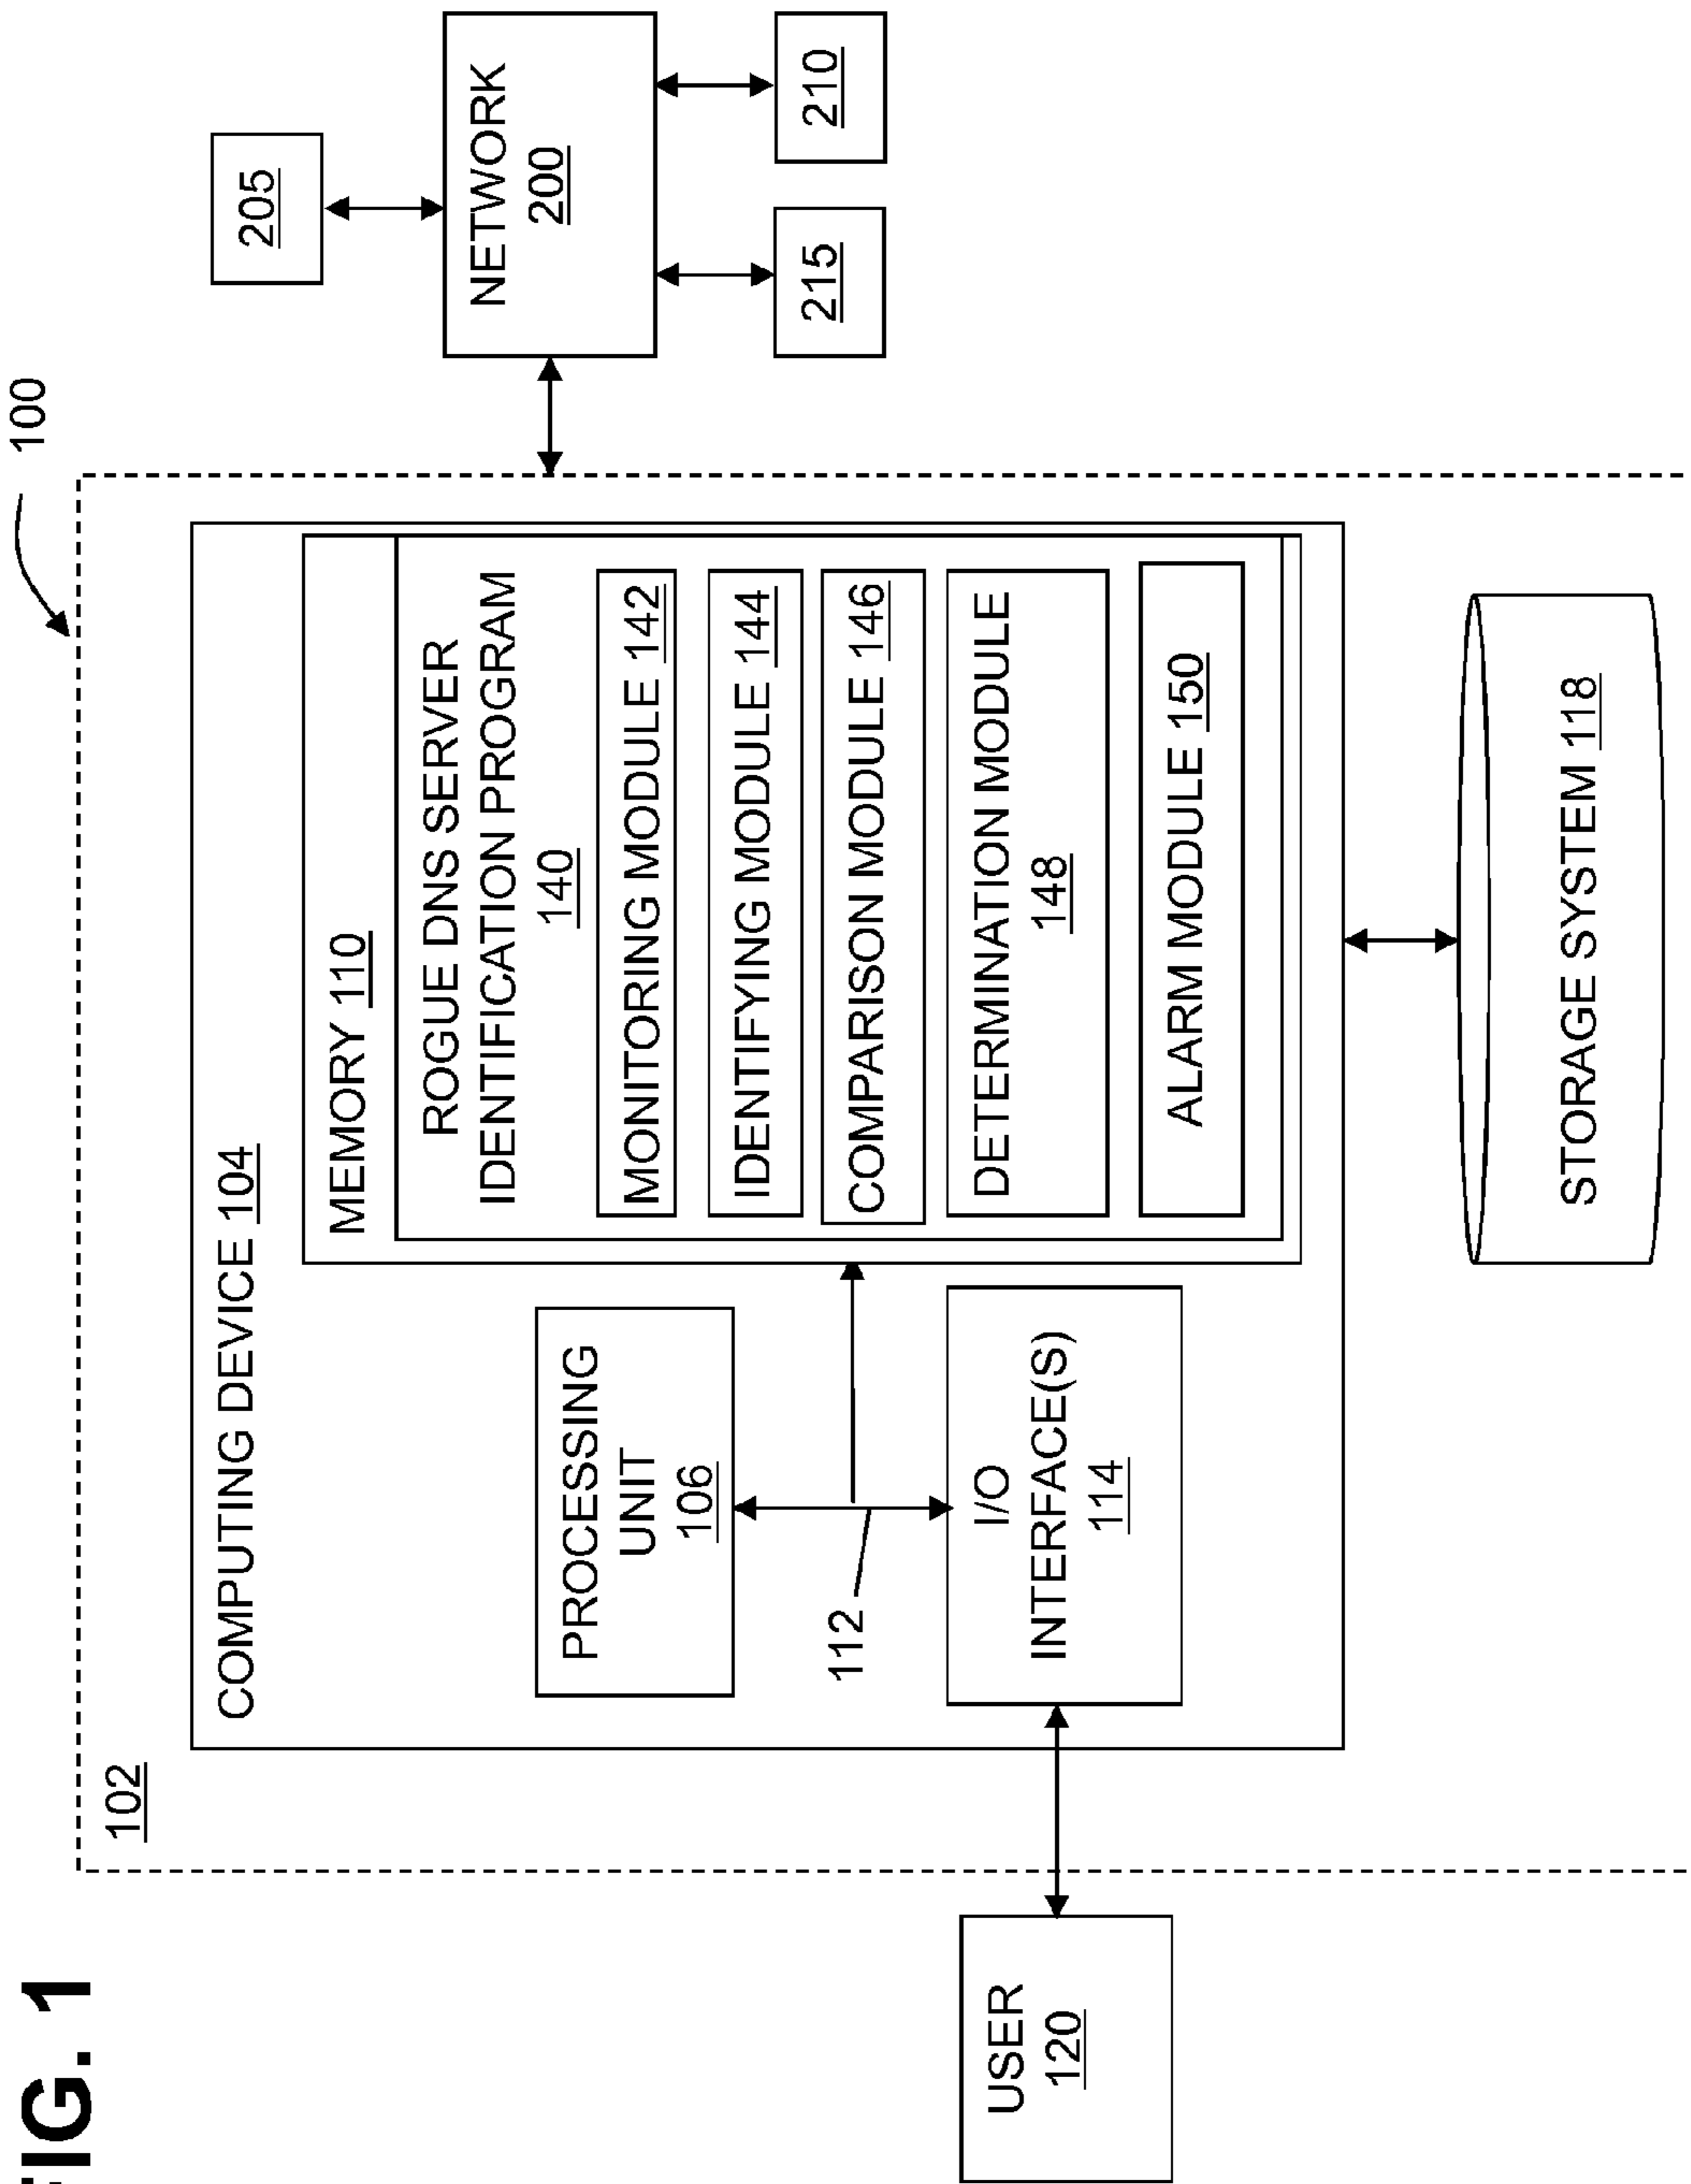 FIG. 1
100
102
COMPUTING DEVICE 104
MEMORY 110
ROGUE DNS SERVER
IDENTIFICATION PROGRAM
140
MONITORING MODULE 142
IDENTIFYING MODULE 144
COMPARISON MODULE 146
DETERMINATION MODULE
148
ALARM MODULE 150
PROCESSING
UNIT
106
112
I/O
INTERFACE(S)
114
USER
120
STORAGE SYSTEM 118
205
NETWORK
200
215
210